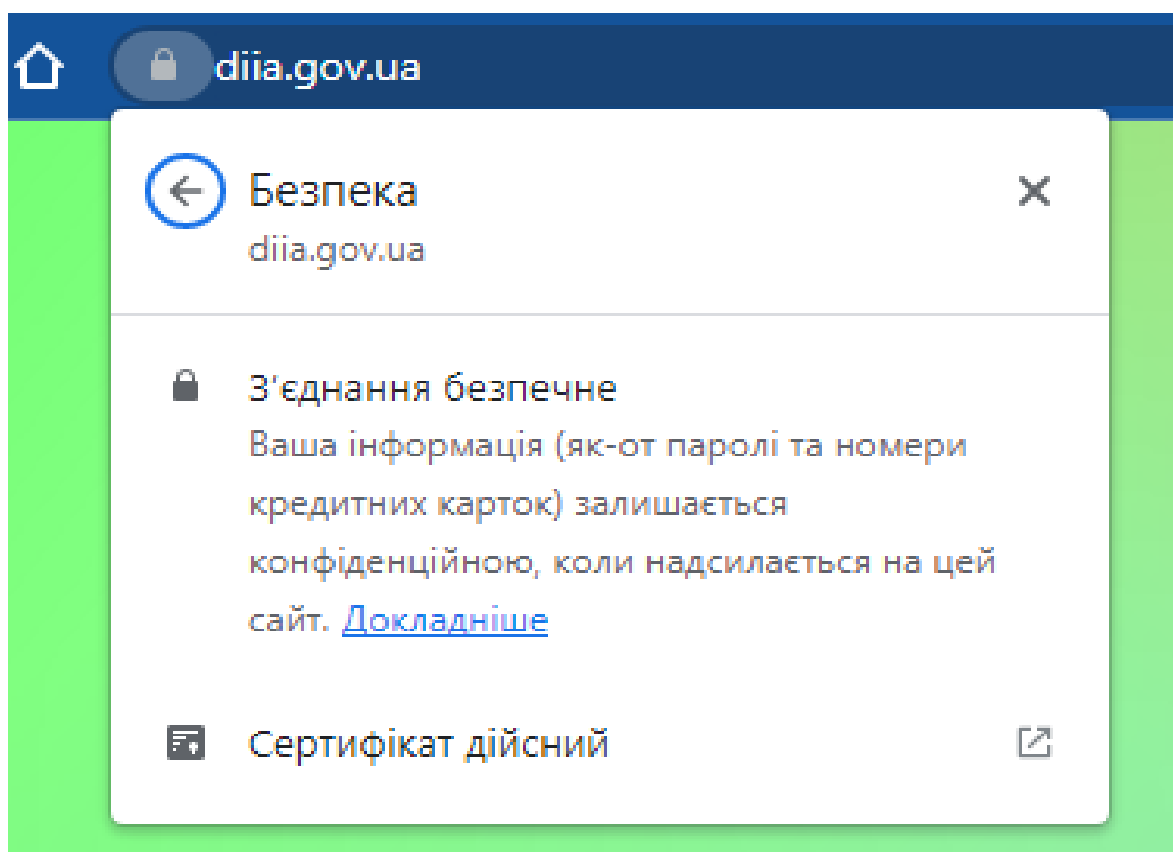 diia.gov.ua
Безпека
diia.gov.ua
З'єднання безпечне
Ваша інформація (як-от паролі та номери
кредитних карток) залишається
конфіденційною, коли надсилається на цей
сайт. Докладніше
Сертифікат дійсний